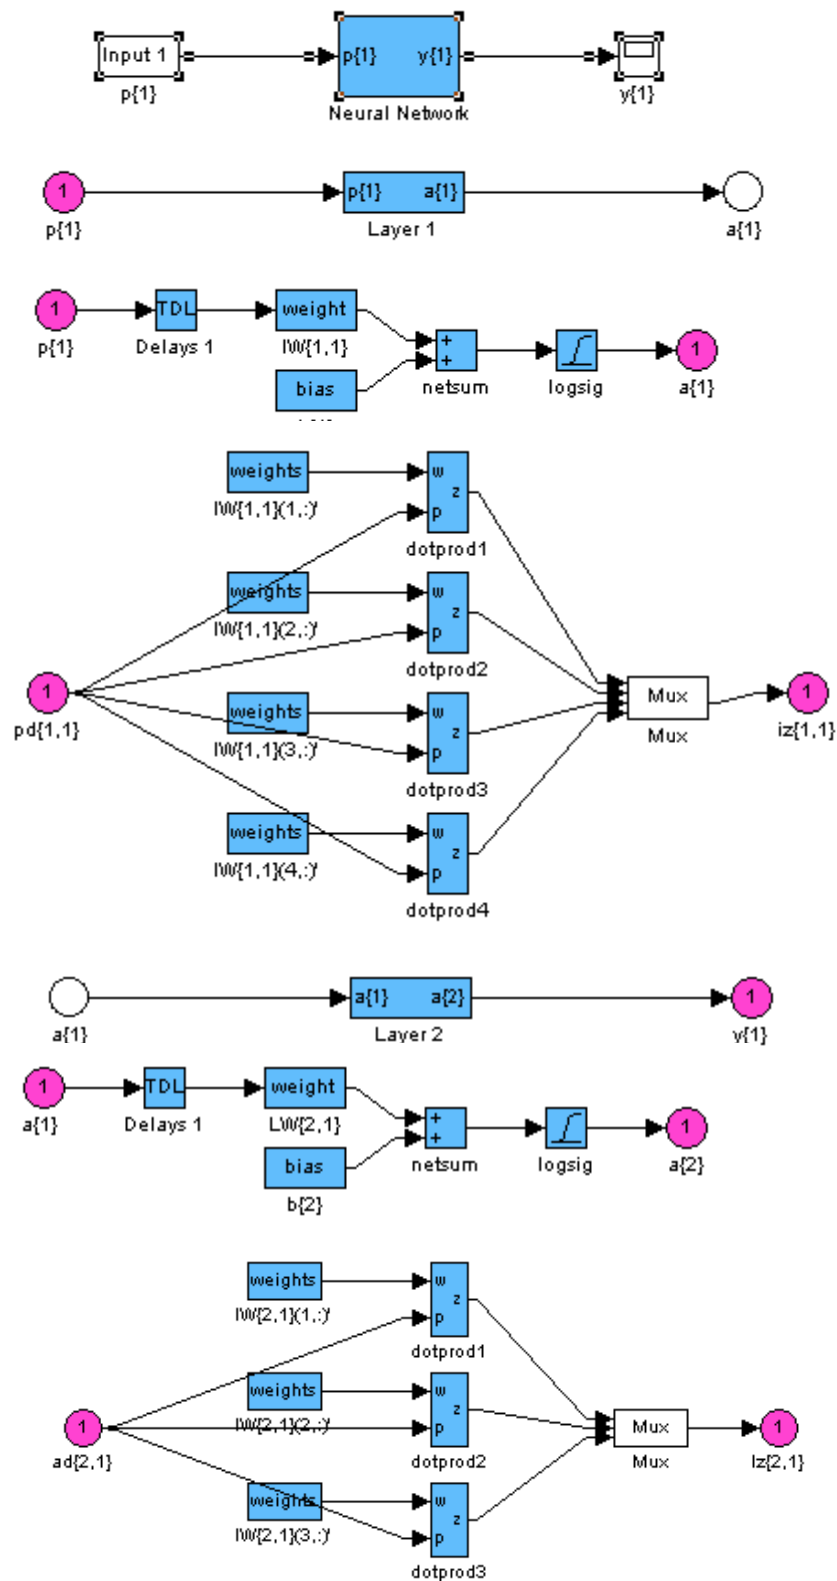 Input 1
p{1}
p{1} y{1}
Neural Network
y{1}
1
p{1}
p{1} a{1}
Layer 1
a{1}
1
p{1}
TDL
Delays 1
weight
IW{1,1}
bias
+
+
netsum
logsig
1
a{1}
weights
IW{1,1}(1,:)'
w
z
p
dotprod1
weights
IW{1,1}(2,:)'
w
z
p
dotprod2
1
pd{1,1}
weights
IW{1,1}(3,:)'
w
z
p
dotprod3
weights
IW{1,1}(4,:)'
w
z
p
dotprod4
Mux
Mux
1
iz{1,1}
a{1}
a{1} a{2}
Layer 2
1
y{1}
1
a{1}
TDL
Delays 1
weight
LW{2,1}
bias
b{2}
+
+
netsum
logsig
1
a{2}
weights
IW{2,1}(1,:)'
w
z
p
dotprod1
1
ad{2,1}
weights
IW{2,1}(2,:)'
w
z
p
dotprod2
weights
IW{2,1}(3,:)'
w
z
p
dotprod3
Mux
Mux
1
lz{2,1}